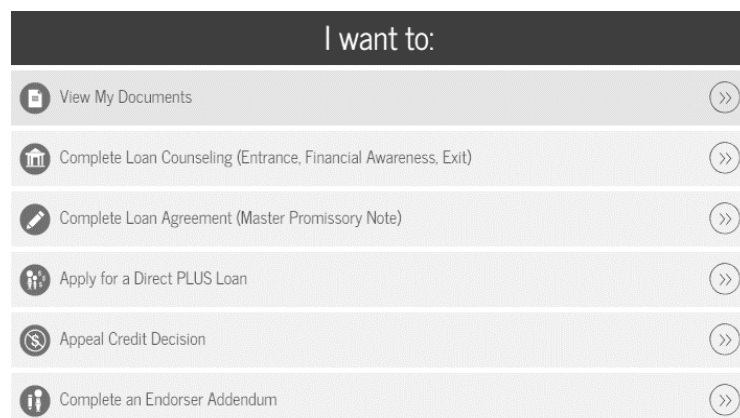 I want to:
View My Documents
Complete Loan Counseling (Entrance, Financial Awareness, Exit)
Complete Loan Agreement (Master Promissory Note)
Apply for a Direct PLUS Loan
Appeal Credit Decision
Complete an Endorser Addendum